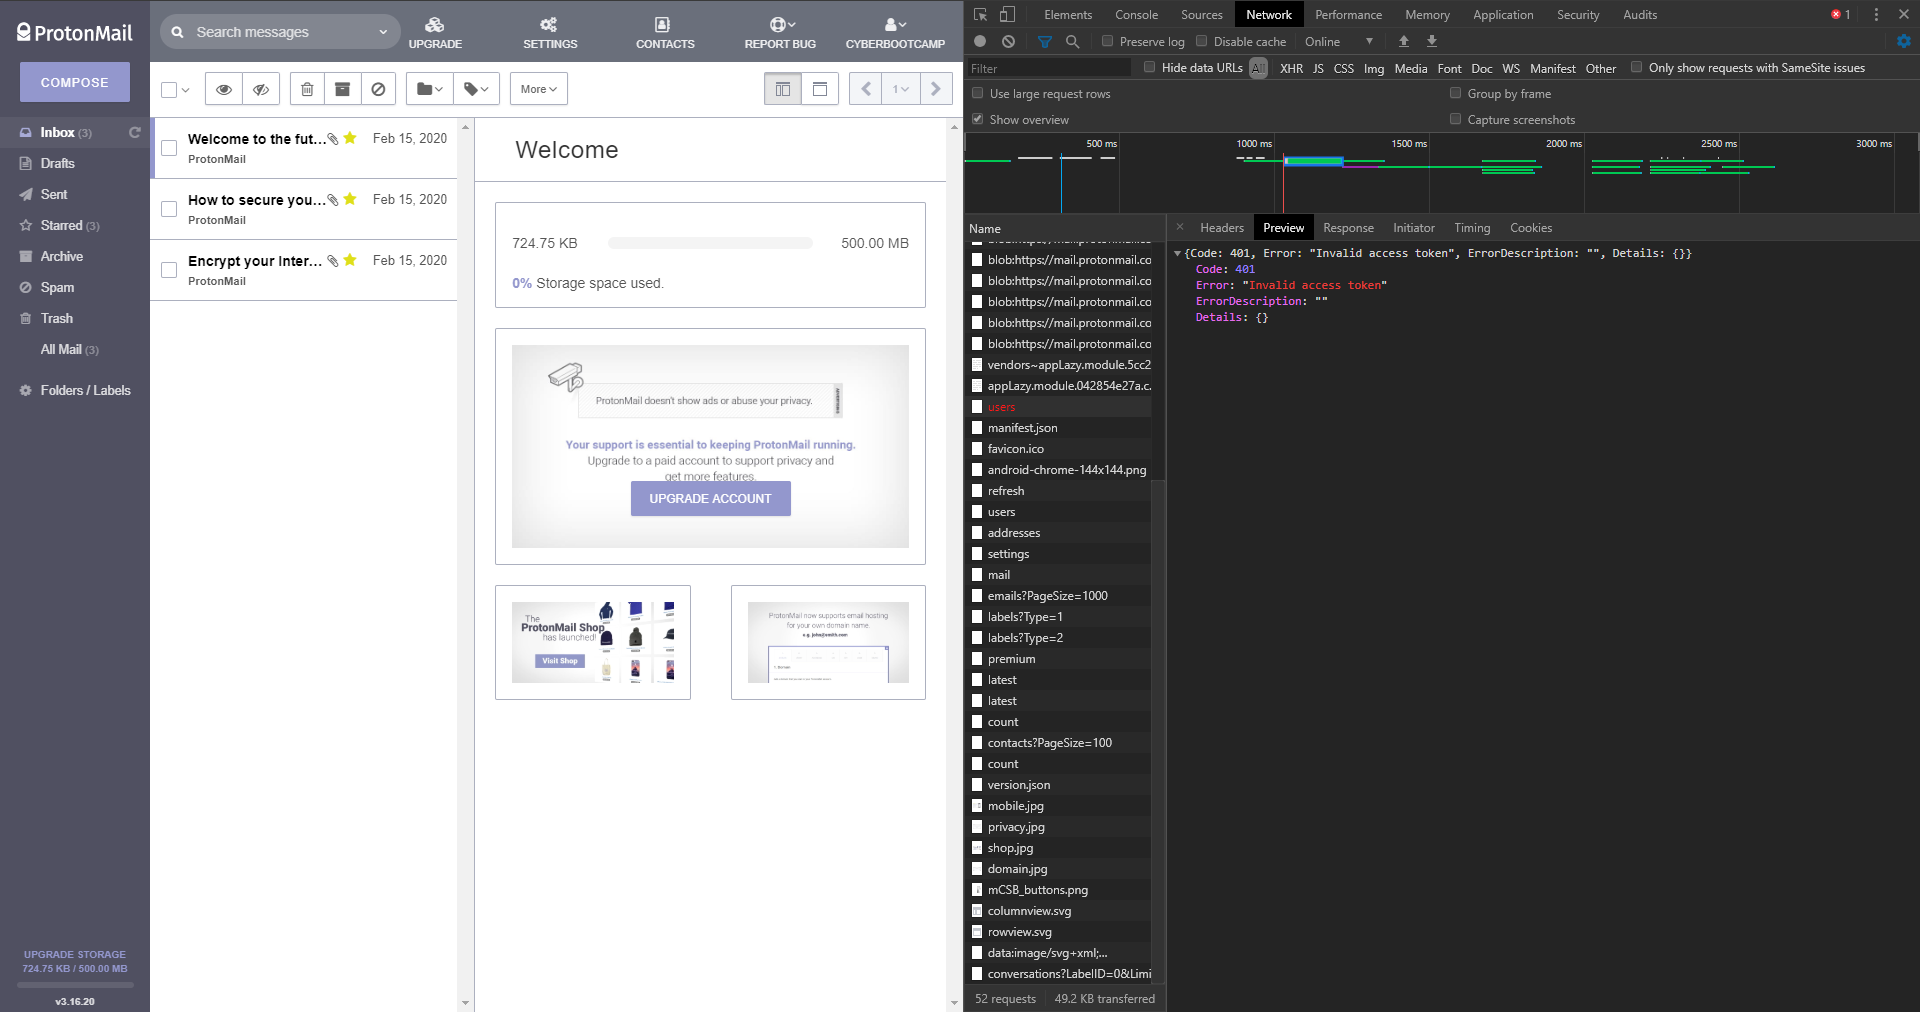 ProtonMail
COMPOSE
Inbox (3)
Drafts
Sent
Starred (3)
Archive
Spam
Trash
All Mail (3)
Folders / Labels
UPGRADE STORAGE
724.75 KB / 500.00 MB
v3.16.20
Search messages
UPGRADE
SETTINGS
CONTACTS
REPORT BUG
CYBERBOOTCAMP
More
1
Welcome to the fut...
Feb 15, 2020
ProtonMail
How to secure you...
Feb 15, 2020
ProtonMail
Encrypt your Inter...
Feb 15, 2020
ProtonMail
Welcome
724.75 KB
500.00 MB
0% Storage space used.
ProtonMail doesn't show ads or abuse your privacy.
Your support is essential to keeping ProtonMail running.
Upgrade to a paid account to support privacy and
get more features.
UPGRADE ACCOUNT
The
ProtonMail Shop
has launched!
Visit Shop
ProtonMail now supports email hosting
for your own domain name.
e.g. john@smith.com
1. Domain
Elements
Console
Sources
Network
Performance
Memory
Application
Security
Audits
1
Preserve log
Disable cache
Online
Filter
Hide data URLs
All
XHR
JS
CSS
Img
Media
Font
Doc
WS
Manifest
Other
Only show requests with SameSite issues
Use large request rows
Group by frame
Show overview
Capture screenshots
500 ms
1000 ms
1500 ms
2000 ms
2500 ms
3000 ms
Name
blob:https://mail.protonmail.co
blob:https://mail.protonmail.co
blob:https://mail.protonmail.co
blob:https://mail.protonmail.co
blob:https://mail.protonmail.co
blob:https://mail.protonmail.co
vendors~appLazy.module.5cc2
appLazy.module.042854e27a.c.
users
manifest.json
favicon.ico
android-chrome-144x144.png
refresh
users
addresses
settings
mail
emails?PageSize=1000
labels?Type=1
labels?Type=2
premium
latest
latest
count
contacts?PageSize=100
count
version.json
mobile.jpg
privacy.jpg
shop.jpg
domain.jpg
mCSB_buttons.png
columnview.svg
rowview.svg
data:image/svg+xml;...
conversations?LabelID=0&Limi
52 requests
49.2 KB transferred
Headers
Preview
Response
Initiator
Timing
Cookies
{Code: 401, Error: "Invalid access token", ErrorDescription: "", Details: {}}
Code: 401
Error: "Invalid access token"
ErrorDescription: ""
Details: {}